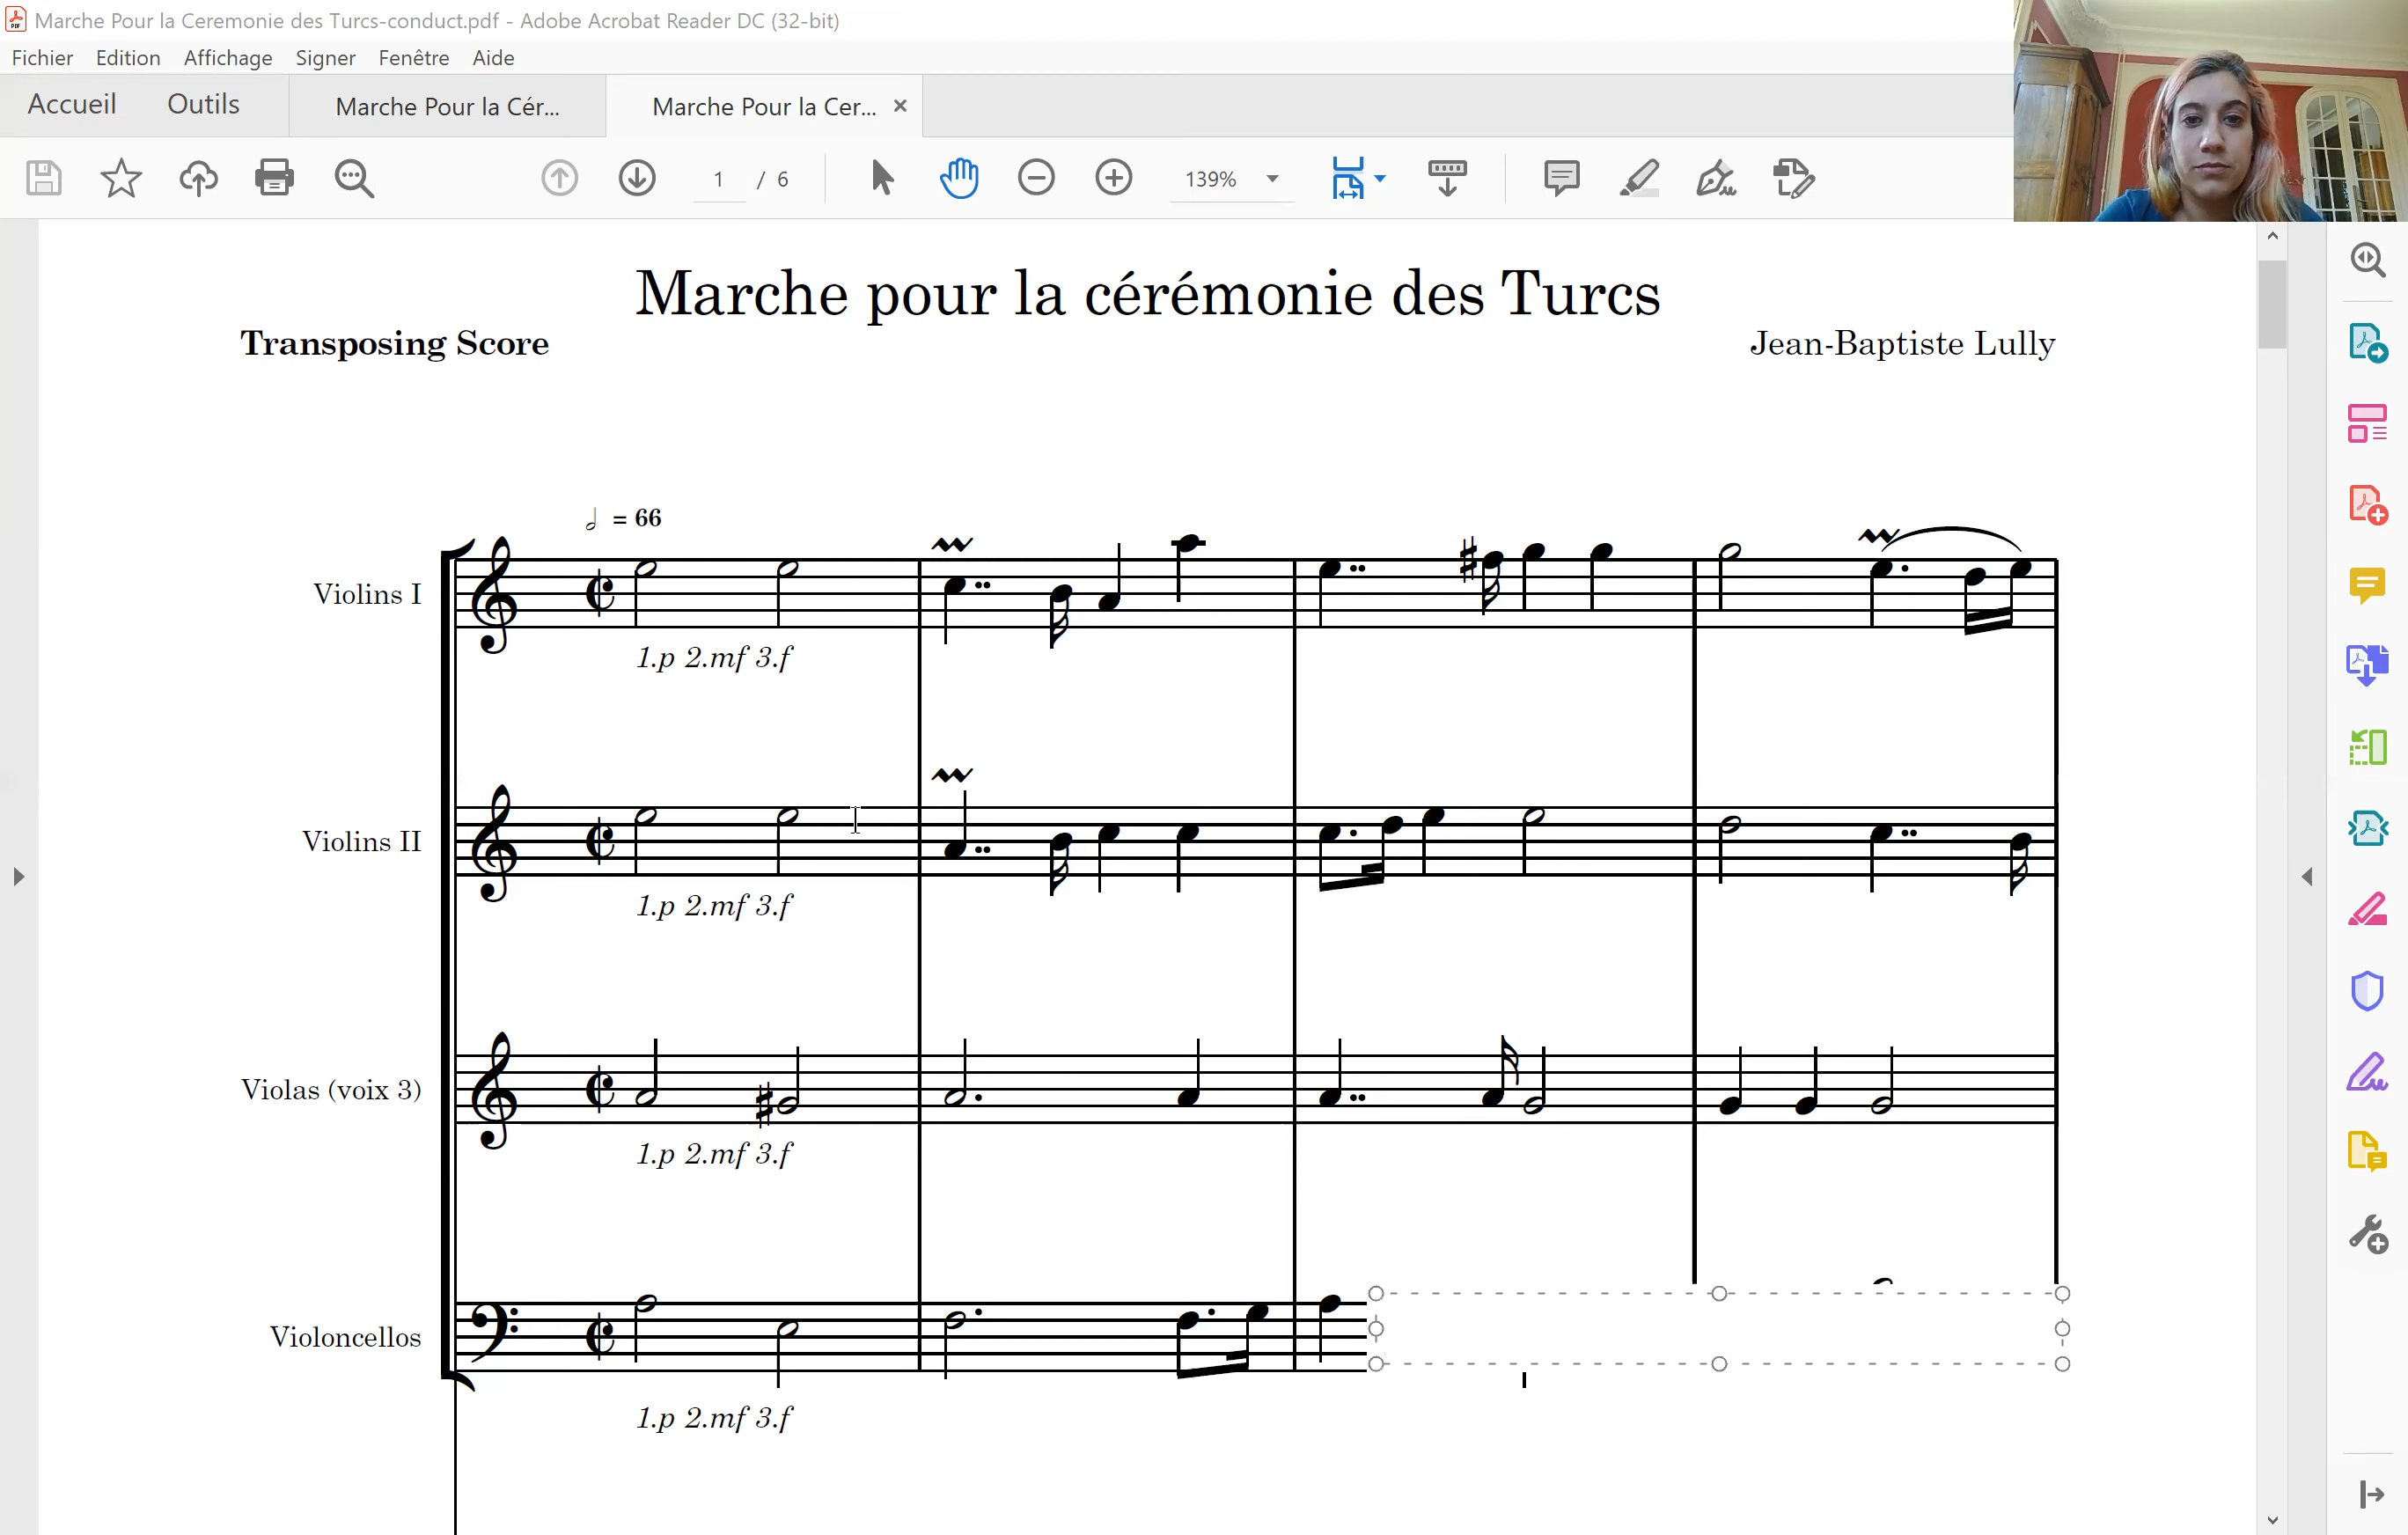 Marche Pour la Ceremonie des Turcs-conduct.pdf - Adobe Acrobat Reader DC (32-bit)
Fichier Edition Affichage Signer Fenêtre Aide
Accueil Outils Marche Pour la Cér... Marche Pour la Cer... ×
1 / 6 139%
Marche pour la cérémonie des Turcs
Transposing Score
Jean-Baptiste Lully
= 66
Violins I
1.p 2.mf 3.f
Violins II
1.p 2.mf 3.f
Violas (voix 3)
1.p 2.mf 3.f
Violoncellos
1.p 2.mf 3.f